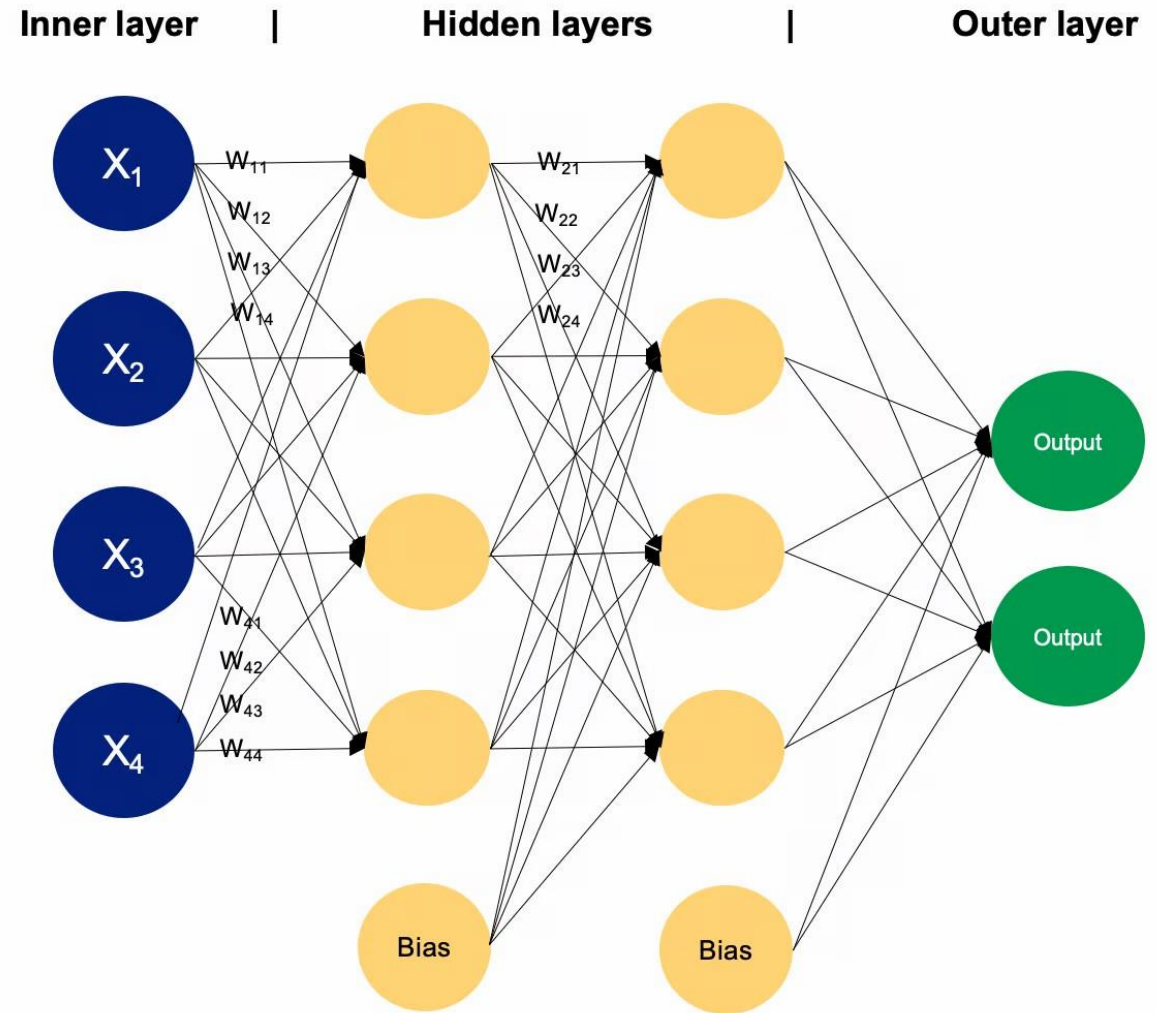 Inner layer | Hidden layers | Outer layer
X1
X2
X3
X4
W11
W12
W13
W14
W41
W42
W43
W44
W21
W22
W23
W24
Bias
Bias
Output
Output